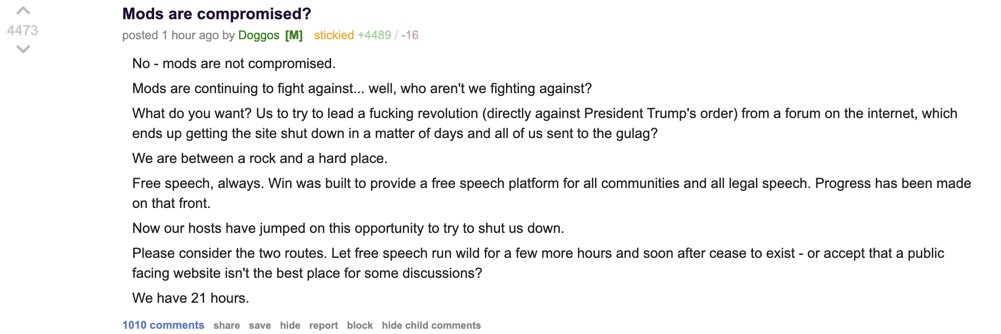 Mods are compromised?
4473
posted 1 hour ago by Doggos [M] stickied +4489 / -16
No - mods are not compromised.
Mods are continuing to fight against... well, who aren't we fighting against?
What do you want? Us to try to lead a fucking revolution (directly against President Trump's order) from a forum on the internet, which
ends up getting the site shut down in a matter of days and all of us sent to the gulag?
We are between a rock and a hard place.
Free speech, always. Win was built to provide a free speech platform for all communities and all legal speech. Progress has been made
on that front.
Now our hosts have jumped on this opportunity to try to shut us down.
Please consider the two routes. Let free speech run wild for a few more hours and soon after cease to exist - or accept that a public
facing website isn't the best place for some discussions?
We have 21 hours.
1010 comments share save hide report block hide child comments